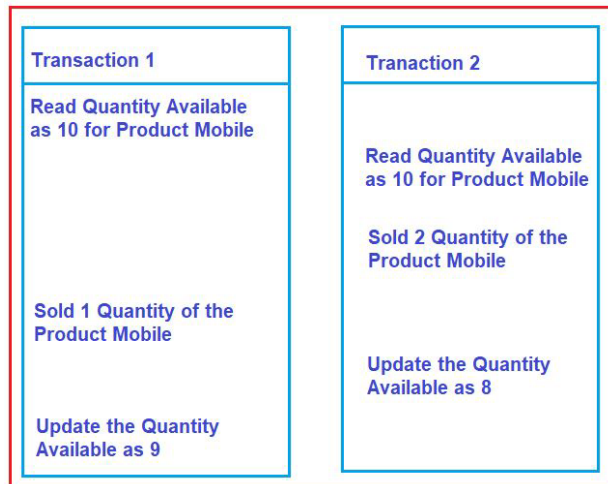 Transaction 1
Read Quantity Available
as 10 for Product Mobile
Sold 1 Quantity of the
Product Mobile
Update the Quantity
Available as 9
Tranaction 2
Read Quantity Available
as 10 for Product Mobile
Sold 2 Quantity of the
Product Mobile
Update the Quantity
Available as 8